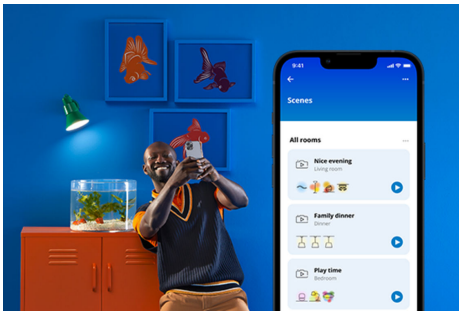 9:41
Scenes
All rooms
Nice evening
Living room
Family dinner
Dinner
Play time
Bedroom